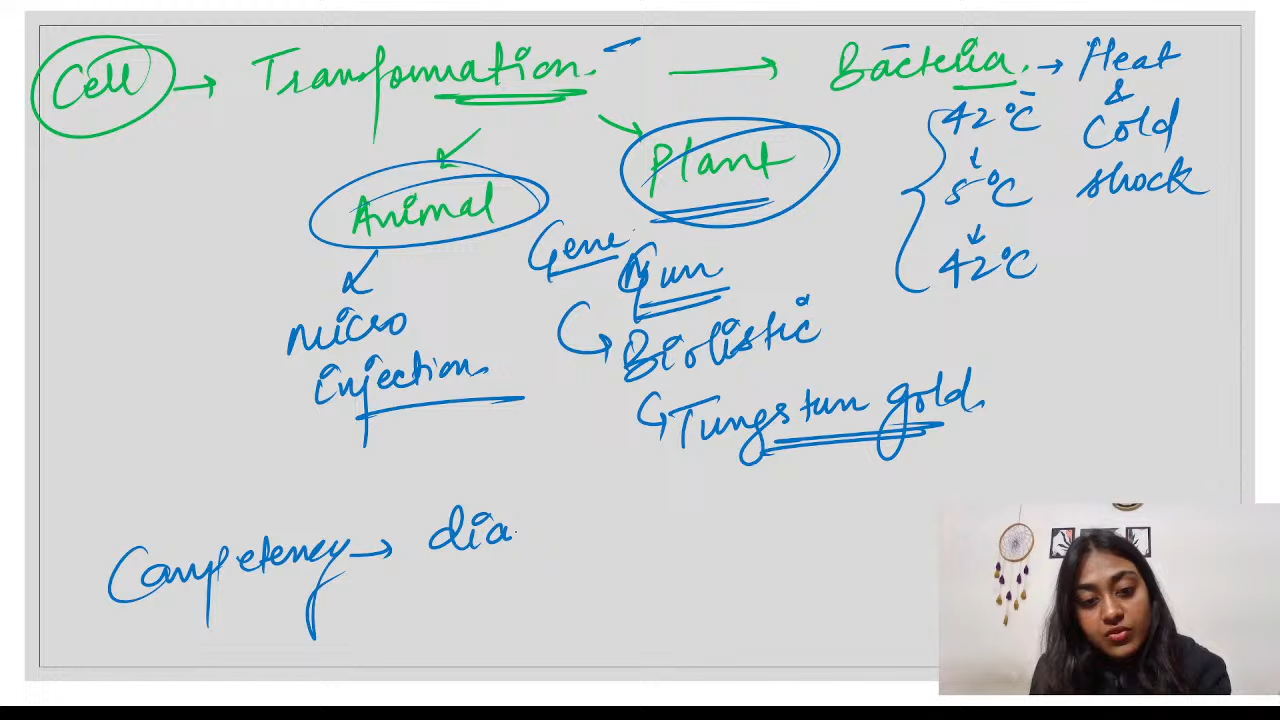 Cell → Transformation. → Bacteria. → Heat
& Cold shock
42°C
↓
5°C
↓
42°C
Animal
Plant
Micro
injection.
Gene
Gun
Biolistic
Tungstun gold.
Competency → dia